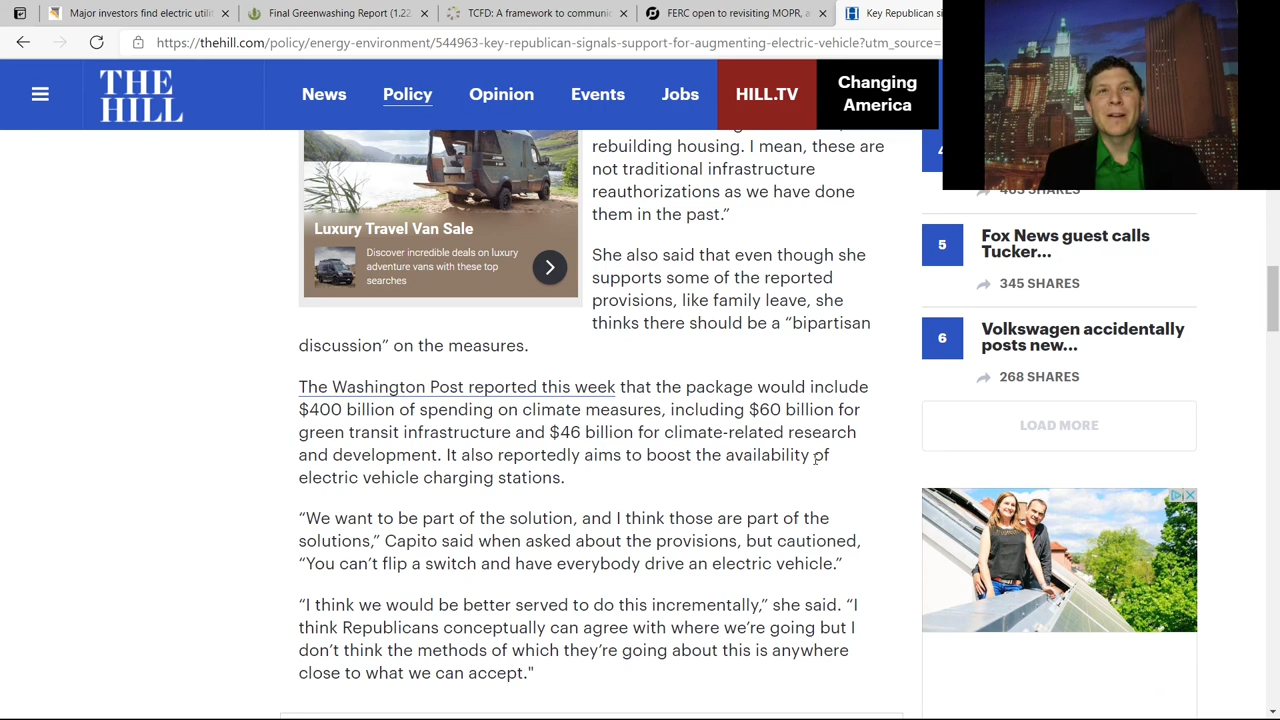 Major investors find electric utili
Final Greenwashing Report (1.22
TCFD: A framework to communic
FERC open to revisiting MOPR, a
Key Republican si
https://thehill.com/policy/energy-environment/544963-key-republican-signals-support-for-augmenting-electric-vehicle?utm_source=
THE
HILL
News
Policy
Opinion
Events
Jobs
HILL.TV
Changing
America
rebuilding housing. I mean, these are
not traditional infrastructure
reauthorizations as we have done
them in the past.”
Luxury Travel Van Sale
Discover incredible deals on luxury
adventure vans with these top
searches
She also said that even though she
supports some of the reported
provisions, like family leave, she
thinks there should be a “bipartisan
discussion” on the measures.
The Washington Post reported this week that the package would include
$400 billion of spending on climate measures, including $60 billion for
green transit infrastructure and $46 billion for climate-related research
and development. It also reportedly aims to boost the availability of
electric vehicle charging stations.
“We want to be part of the solution, and I think those are part of the
solutions,” Capito said when asked about the provisions, but cautioned,
“You can’t flip a switch and have everybody drive an electric vehicle.”
“I think we would be better served to do this incrementally,” she said. “I
think Republicans conceptually can agree with where we’re going but I
don’t think the methods of which they’re going about this is anywhere
close to what we can accept."
SHARES
5
Fox News guest calls
Tucker...
345 SHARES
6
Volkswagen accidentally
posts new...
268 SHARES
LOAD MORE